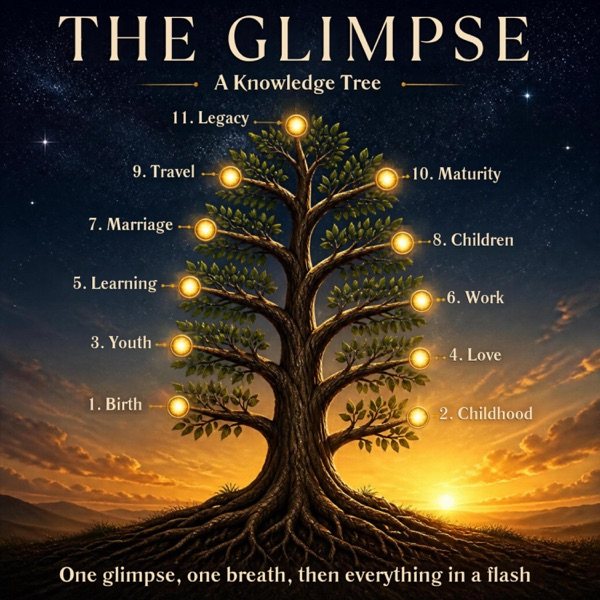 THE GLIMPSE
A Knowledge Tree
11. Legacy
9. Travel
10. Maturity
7. Marriage
8. Children
5. Learning
6. Work
3. Youth
4. Love
1. Birth
2. Childhood
One glimpse, one breath, then everything in a flash